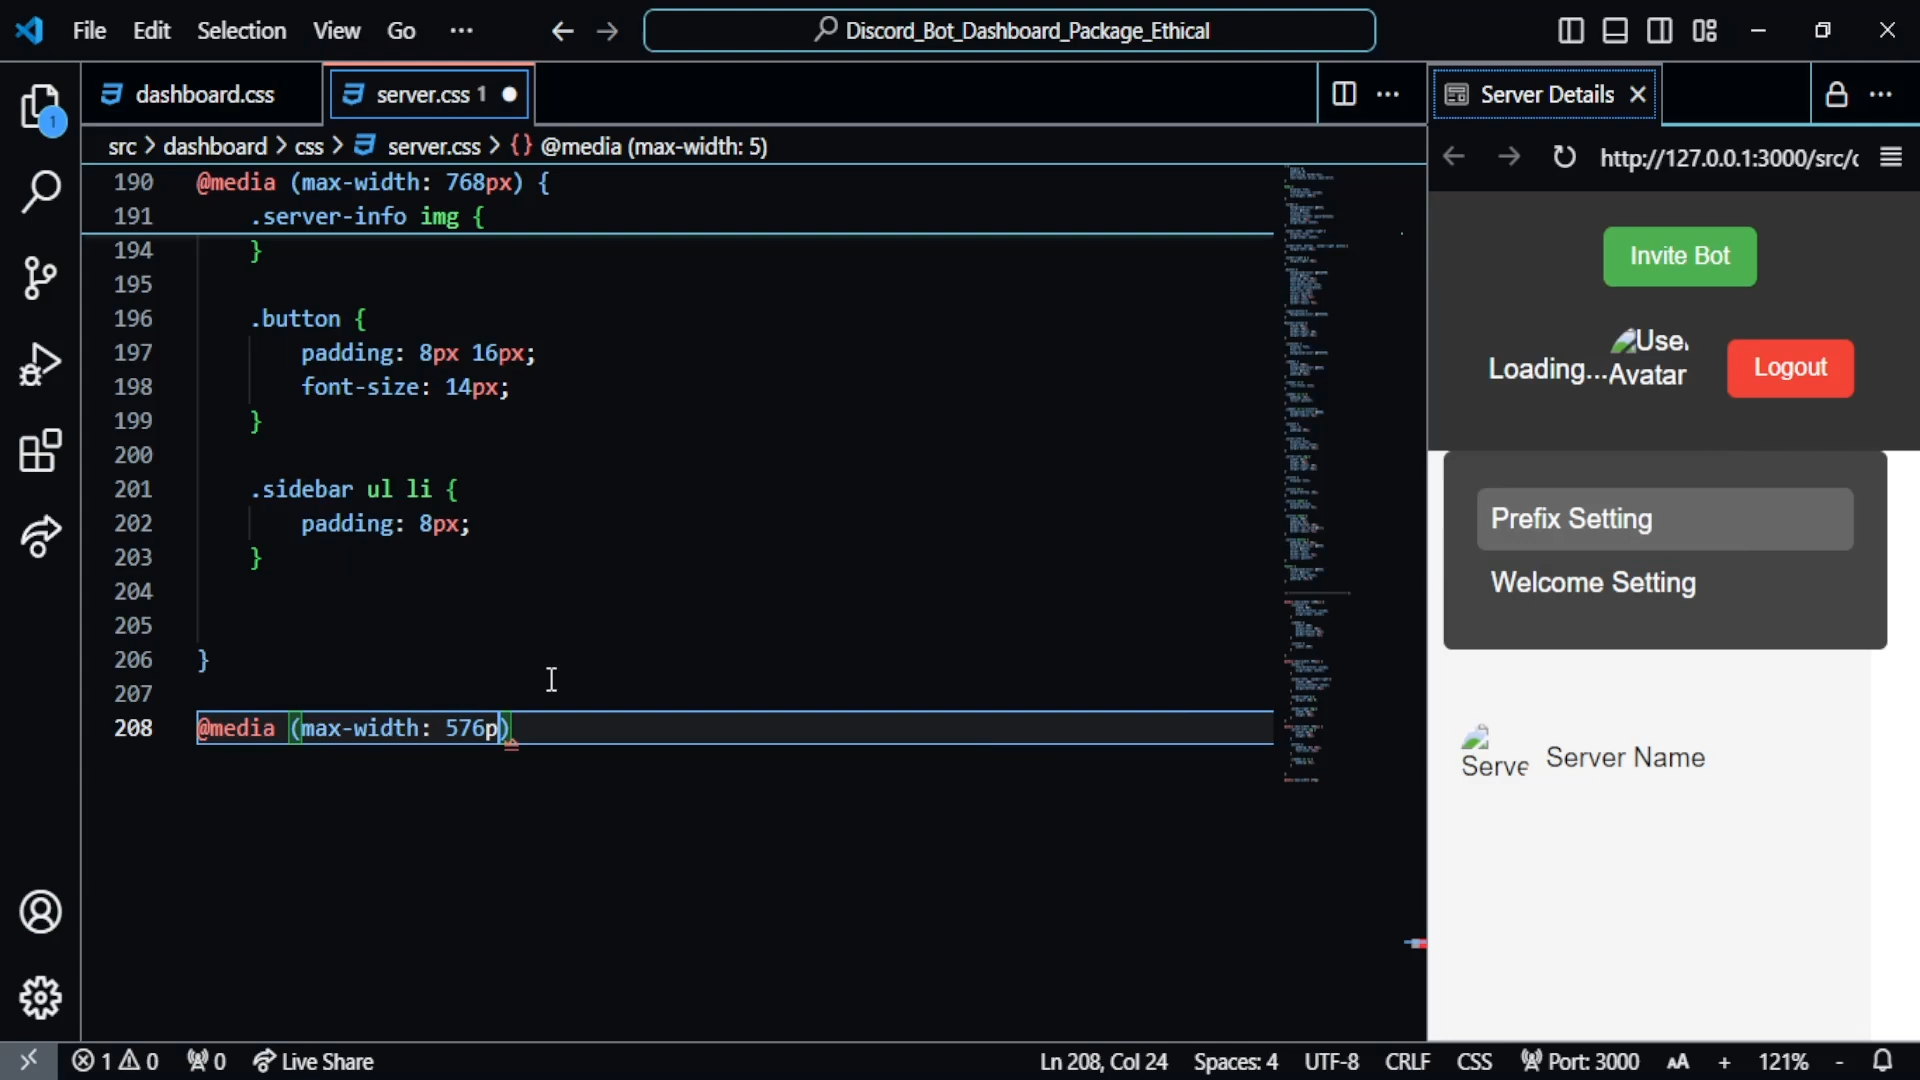 File Edit Selection View Go ··· Discord_Bot_Dashboard_Package_Ethical
dashboard.css server.css 1 Server Details
src > dashboard > css > server.css > {} @media (max-width: 5)
http://127.0.0.1:3000/src/c
190 @media (max-width: 768px) {
191 .server-info img {
194 }
195
196 .button {
197 padding: 8px 16px;
198 font-size: 14px;
199 }
200
201 .sidebar ul li {
202 padding: 8px;
203 }
204
205
206 }
207
208 @media (max-width: 576p)
1
Invite Bot
Loading... User Avatar
Logout
Prefix Setting
Welcome Setting
Serve
Server Name
1 0 0 Live Share Ln 208, Col 24 Spaces: 4 UTF-8 CRLF CSS Port: 3000 AA + 121% -